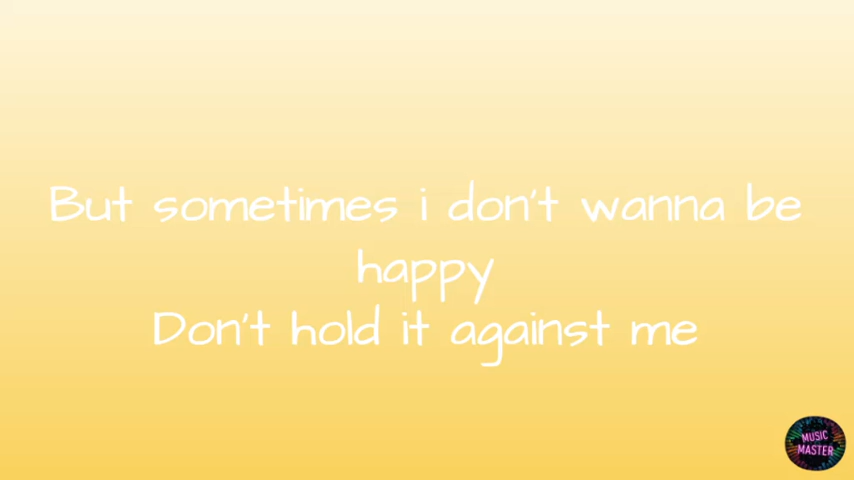 But sometimes i don't wanna be
happy
Don't hold it against me
MUSIC
MASTER